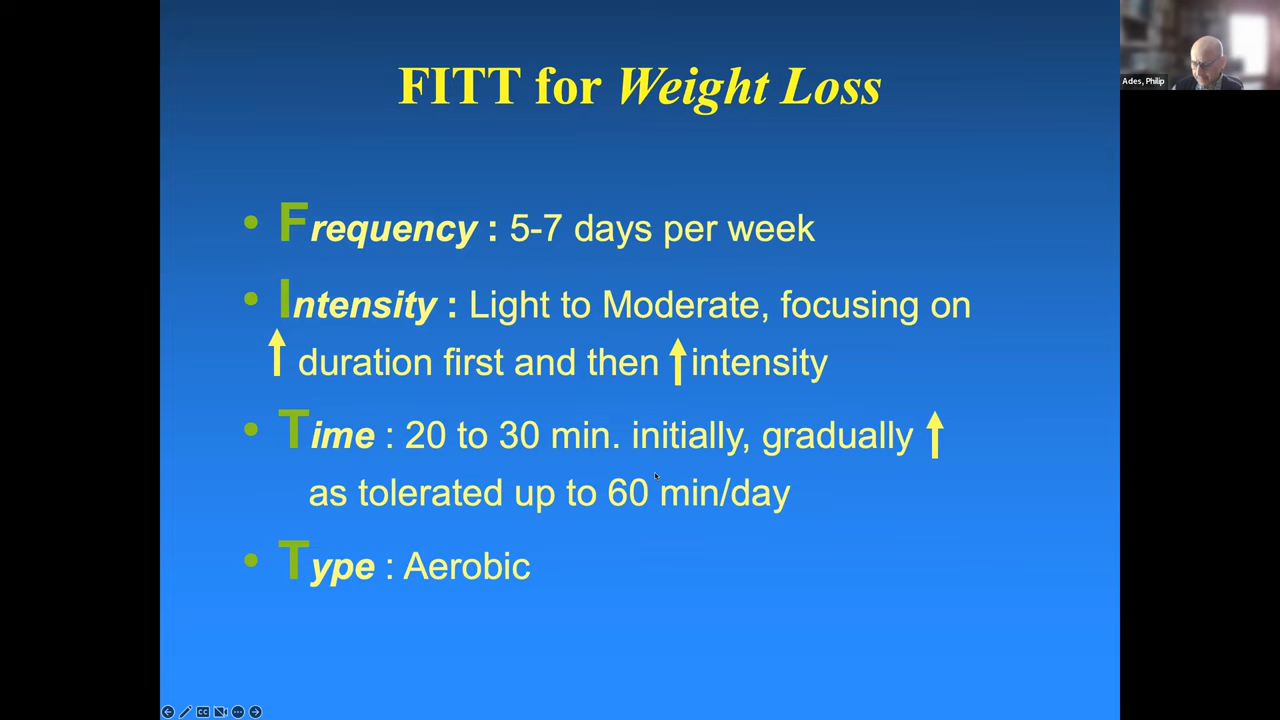 FITT for Weight Loss
Ades, Philip
• Frequency : 5-7 days per week
• Intensity : Light to Moderate, focusing on
↑ duration first and then ↑ intensity
• Time : 20 to 30 min. initially, gradually ↑
as tolerated up to 60 min/day
• Type : Aerobic
CC